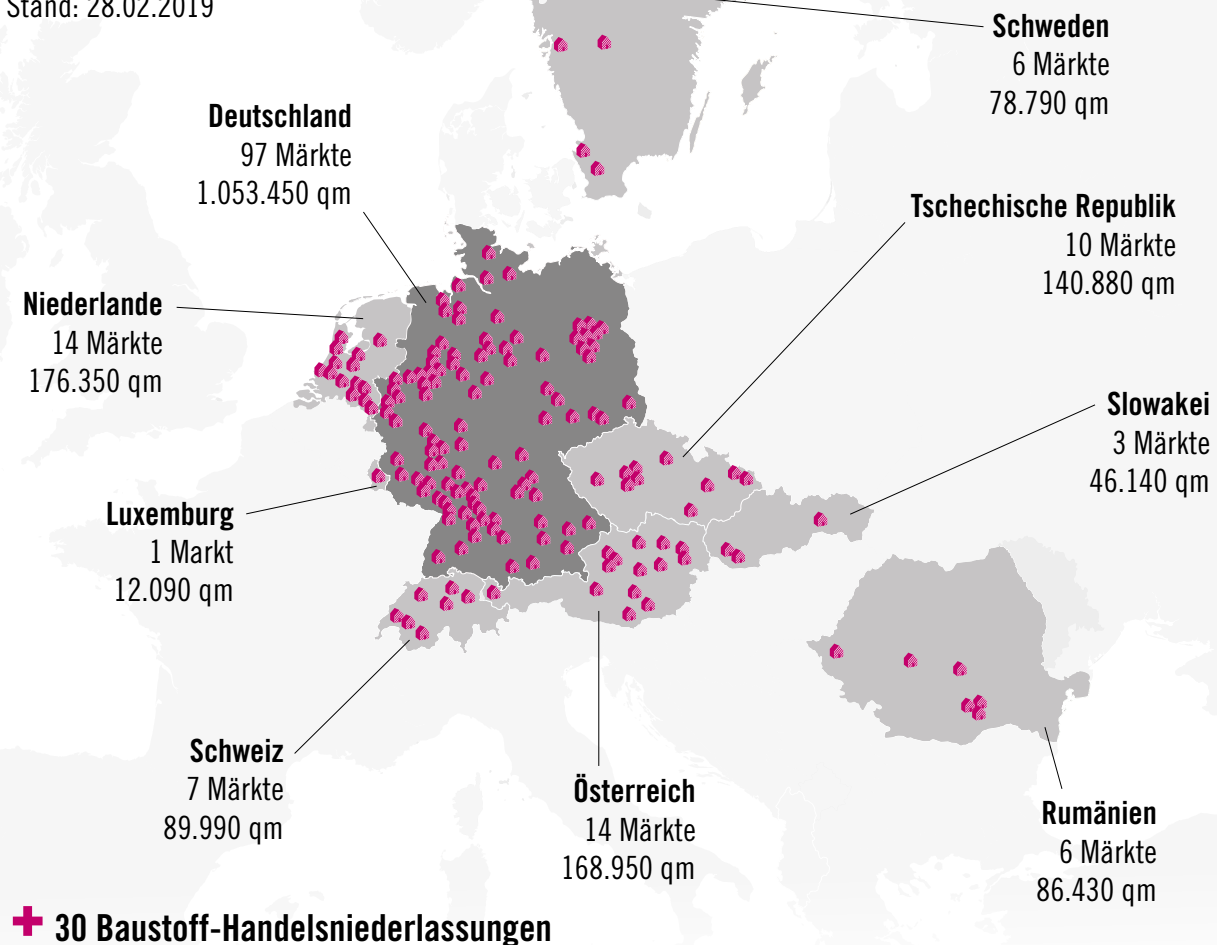 Stand: 28.02.2019
Schweden
6 Märkte
78.790 qm
Deutschland
97 Märkte
1.053.450 qm
Tschechische Republik
10 Märkte
140.880 qm
Niederlande
14 Märkte
176.350 qm
Slowakei
3 Märkte
46.140 qm
Luxemburg
1 Markt
12.090 qm
Schweiz
7 Märkte
89.990 qm
Österreich
14 Märkte
168.950 qm
Rumänien
6 Märkte
86.430 qm
+ 30 Baustoff-Handelsniederlassungen